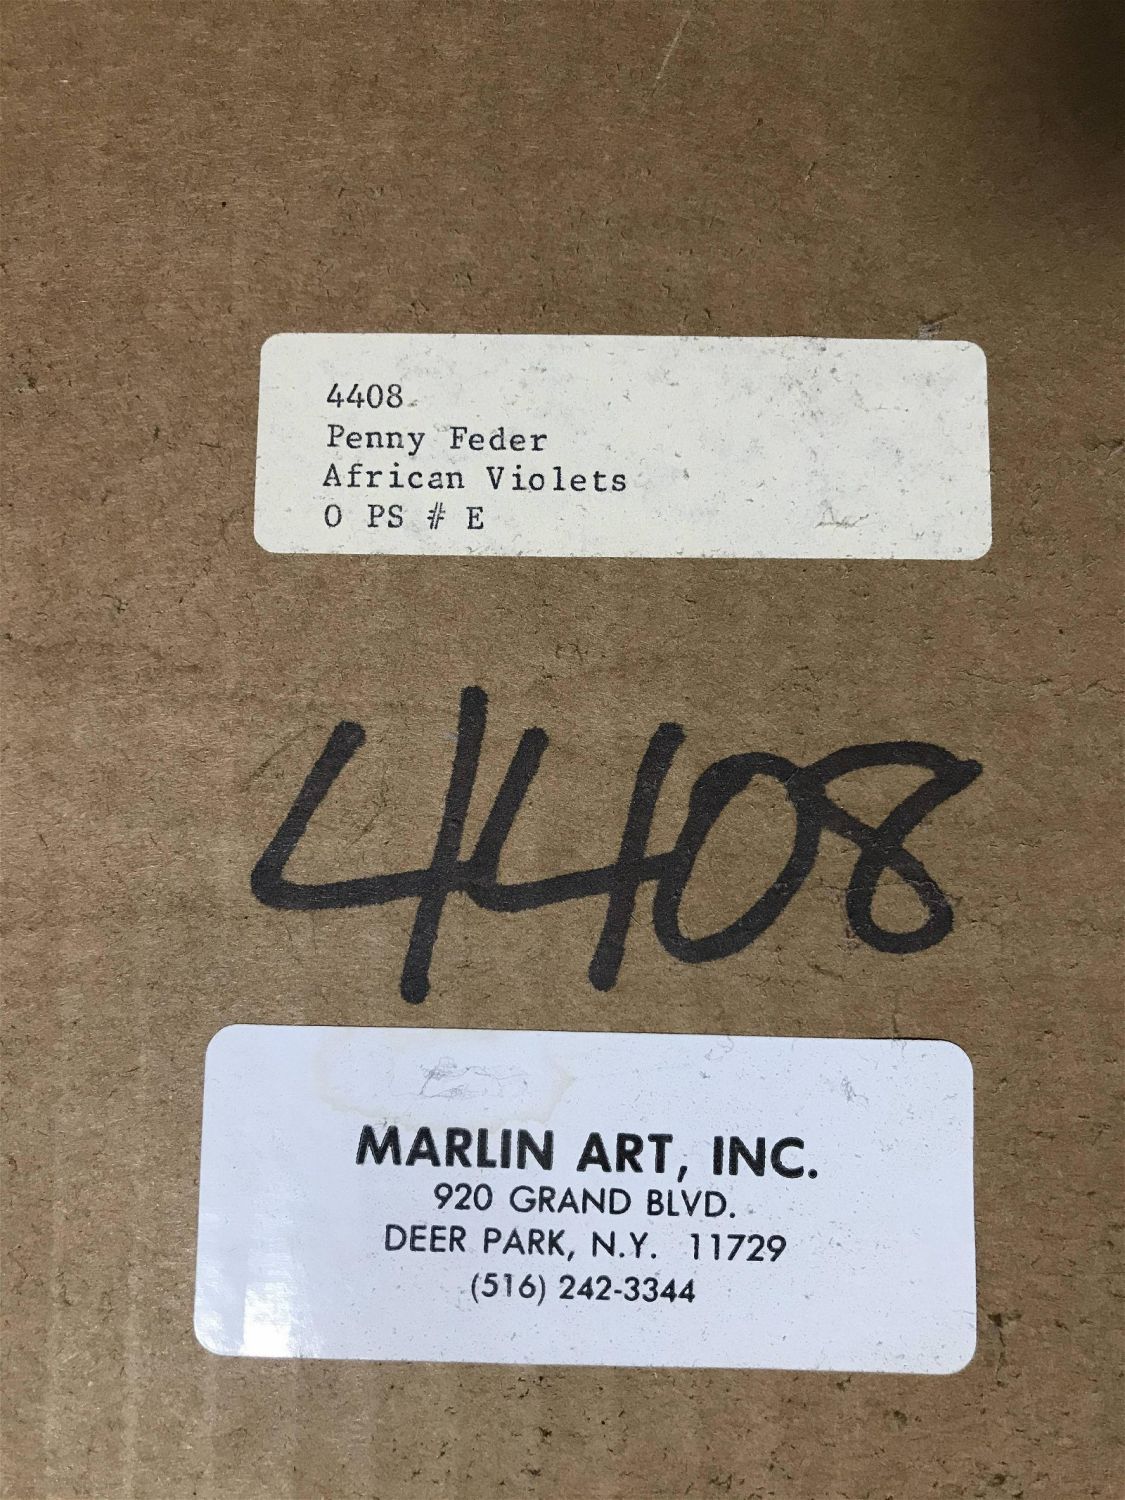 4408
Penny Feder
African Violets
O PS # E
4408
MARLIN ART, INC.
920 GRAND BLVD.
DEER PARK, N.Y. 11729
(516) 242-3344